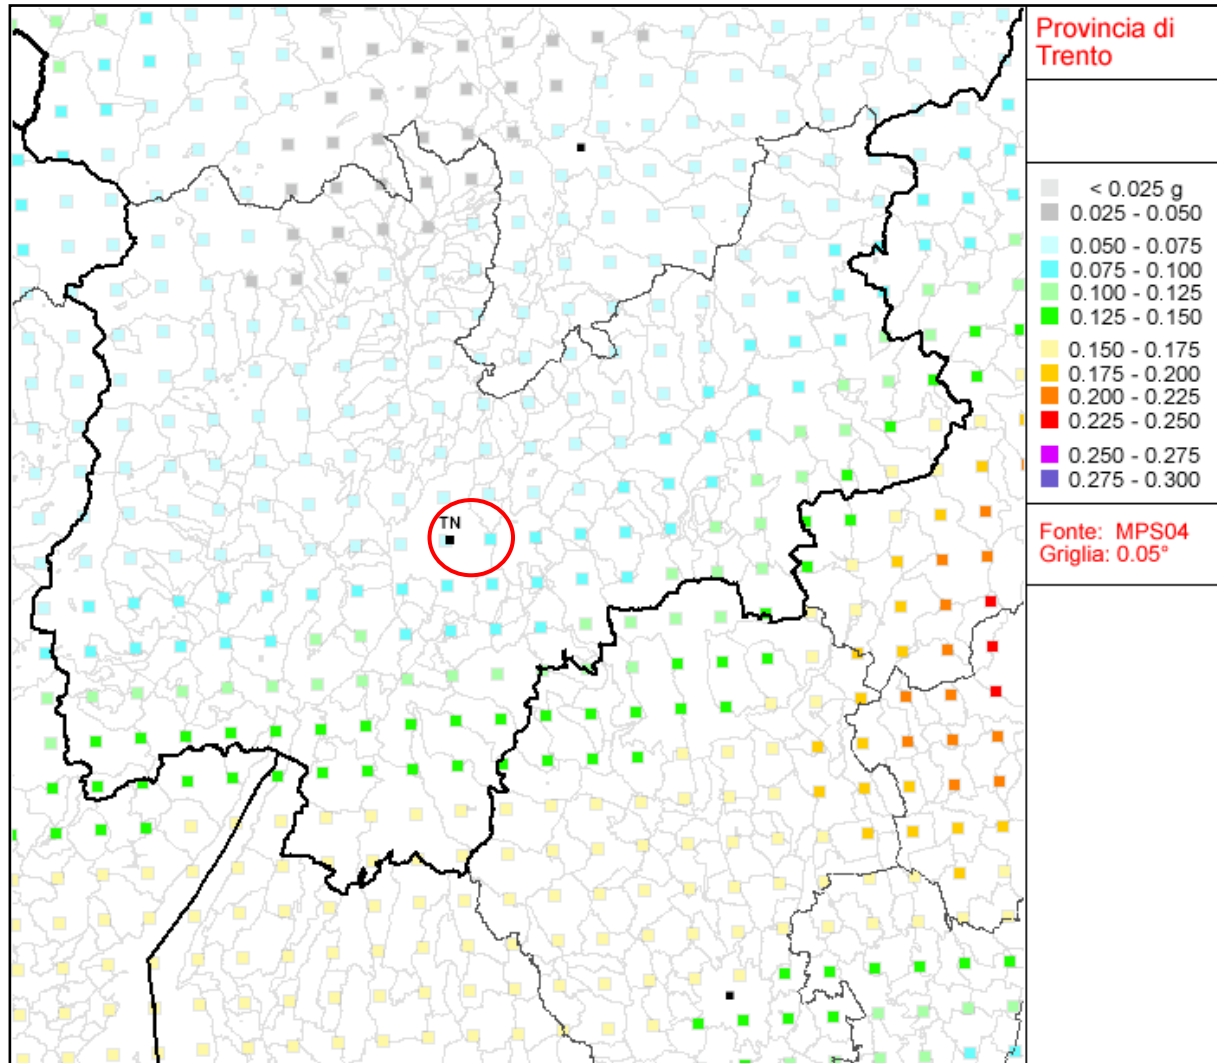 Provincia di
Trento
< 0.025 g
0.025 - 0.050
0.050 - 0.075
0.075 - 0.100
0.100 - 0.125
0.125 - 0.150
0.150 - 0.175
0.175 - 0.200
0.200 - 0.225
0.225 - 0.250
0.250 - 0.275
0.275 - 0.300
TN
Fonte: MPS04
Griglia: 0.05°